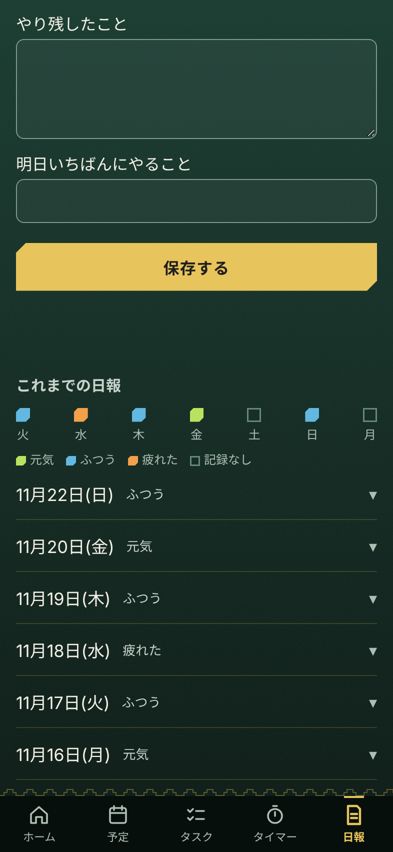 やり残したこと
明日いちばんにやること
保存する
これまでの日報
火 水 木 金 土 日 月
元気 ふつう 疲れた 記録なし
11月22日(日) ふつう ▼
11月20日(金) 元気 ▼
11月19日(木) ふつう ▼
11月18日(水) 疲れた ▼
11月17日(火) ふつう ▼
11月16日(月) 元気 ▼
ホーム 予定 タスク タイマー 日報